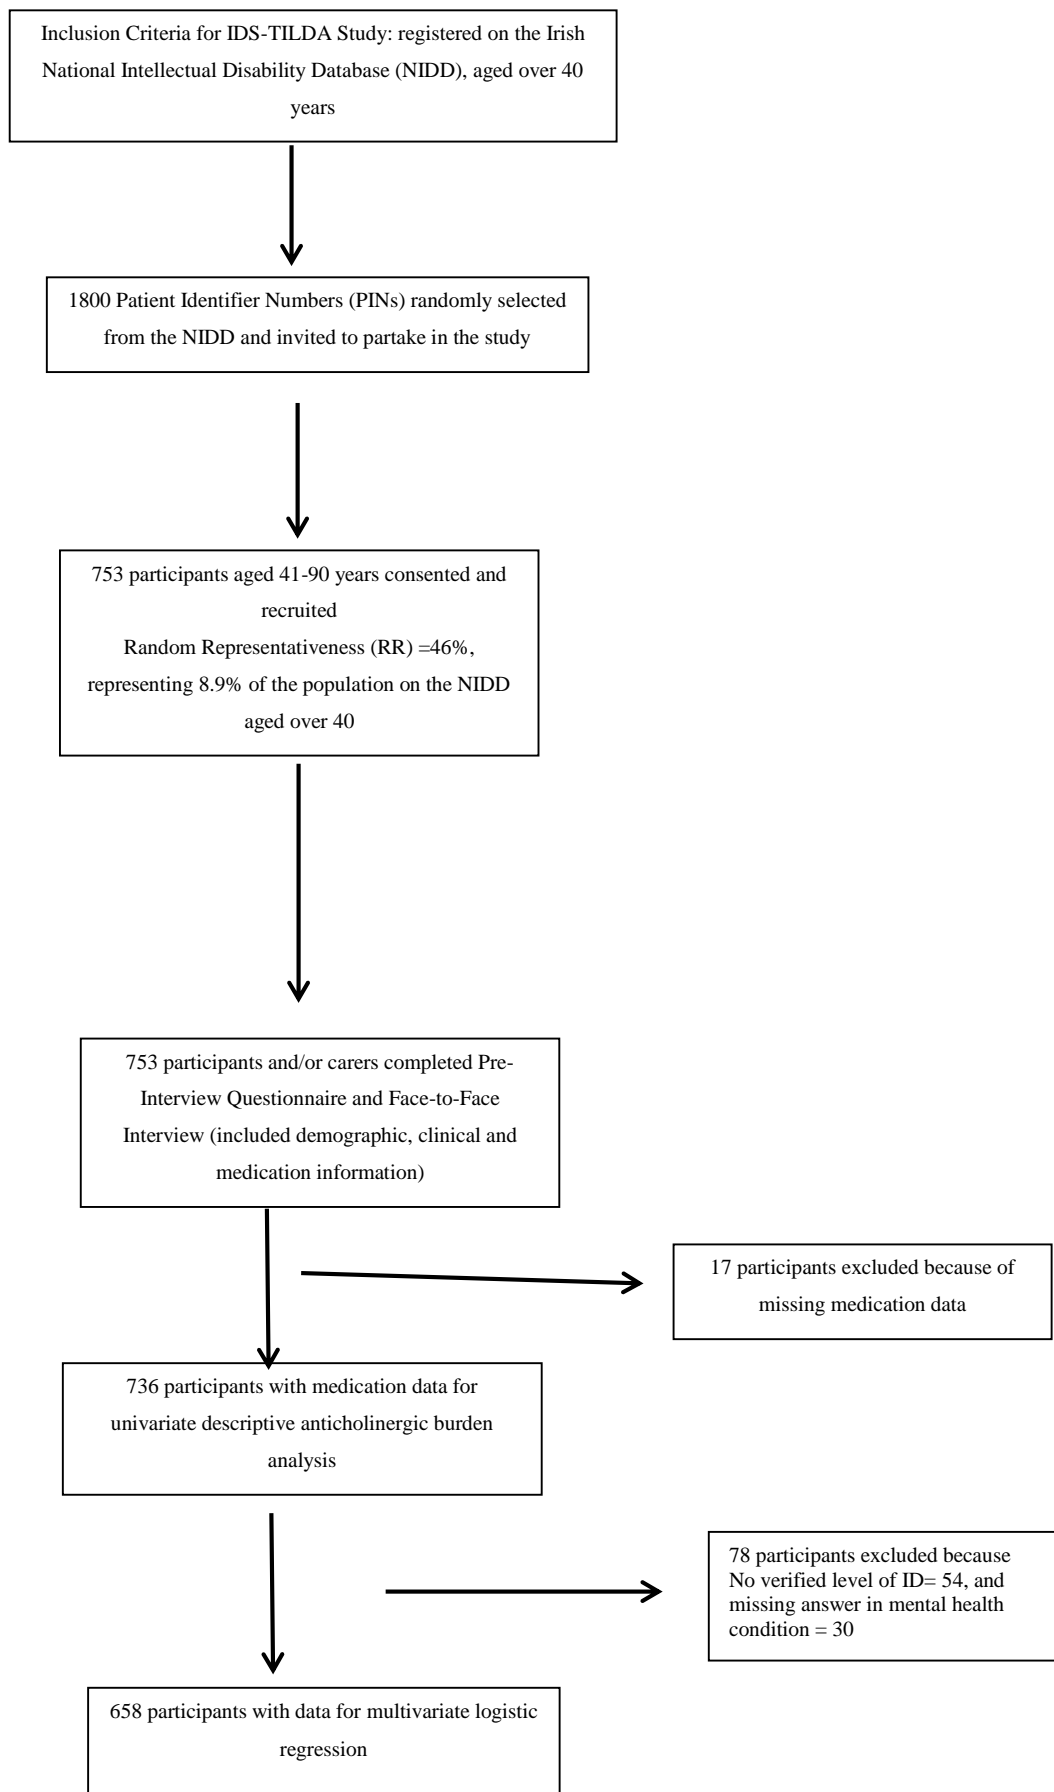 Inclusion Criteria for IDS-TILDA Study: registered on the Irish
National Intellectual Disability Database (NIDD), aged over 40
years
1800 Patient Identifier Numbers (PINs) randomly selected
from the NIDD and invited to partake in the study
753 participants aged 41-90 years consented and
recruited
Random Representativeness (RR) =46%,
representing 8.9% of the population on the NIDD
aged over 40
753 participants and/or carers completed Pre-
Interview Questionnaire and Face-to-Face
Interview (included demographic, clinical and
medication information)
17 participants excluded because of
missing medication data
736 participants with medication data for
univariate descriptive anticholinergic burden
analysis
78 participants excluded because
No verified level of ID= 54, and
missing answer in mental health
condition = 30
658 participants with data for multivariate logistic
regression